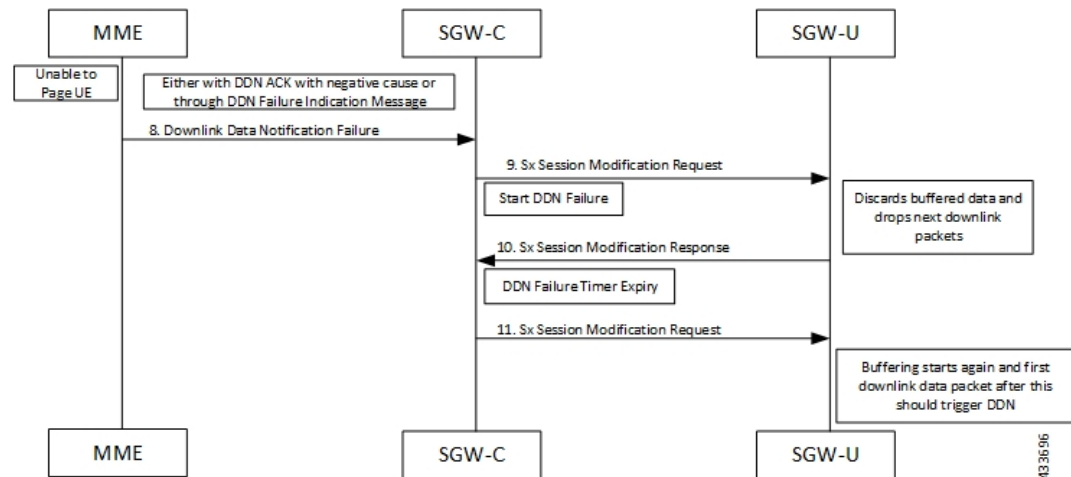 MME
SGW-C
SGW-U
Unable to
Page UE
Either with DDN ACK with negative cause or
through DDN Failure Indication Message
8. Downlink Data Notification Failure
9. Sx Session Modification Request
Start DDN Failure
Discards buffered data and
drops next downlink
packets
10. Sx Session Modification Response
DDN Failure Timer Expiry
11. Sx Session Modification Request
Buffering starts again and first
downlink data packet after this
should trigger DDN
MME
SGW-C
SGW-U
433696